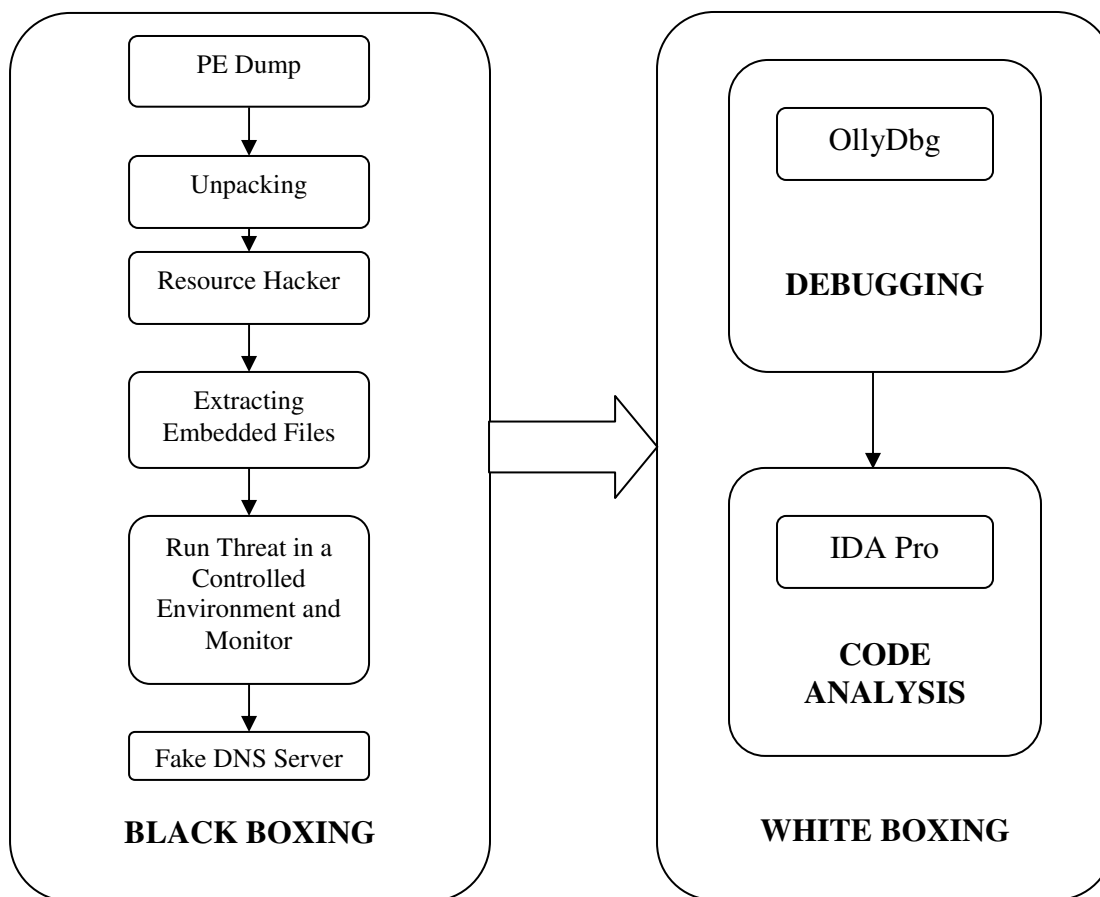 PE Dump
Unpacking
Resource Hacker
Extracting
Embedded Files
Run Threat in a
Controlled
Environment and
Monitor
Fake DNS Server
BLACK BOXING
OllyDbg
DEBUGGING
IDA Pro
CODE
ANALYSIS
WHITE BOXING